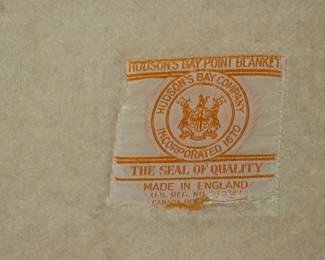 HUDSON'S BAY POINT BLANKET
HUDSON'S BAY COMPANY
INCORPORATED 1670
THE SEAL OF QUALITY
MADE IN ENGLAND
U.S. REG. NO.
CANADA